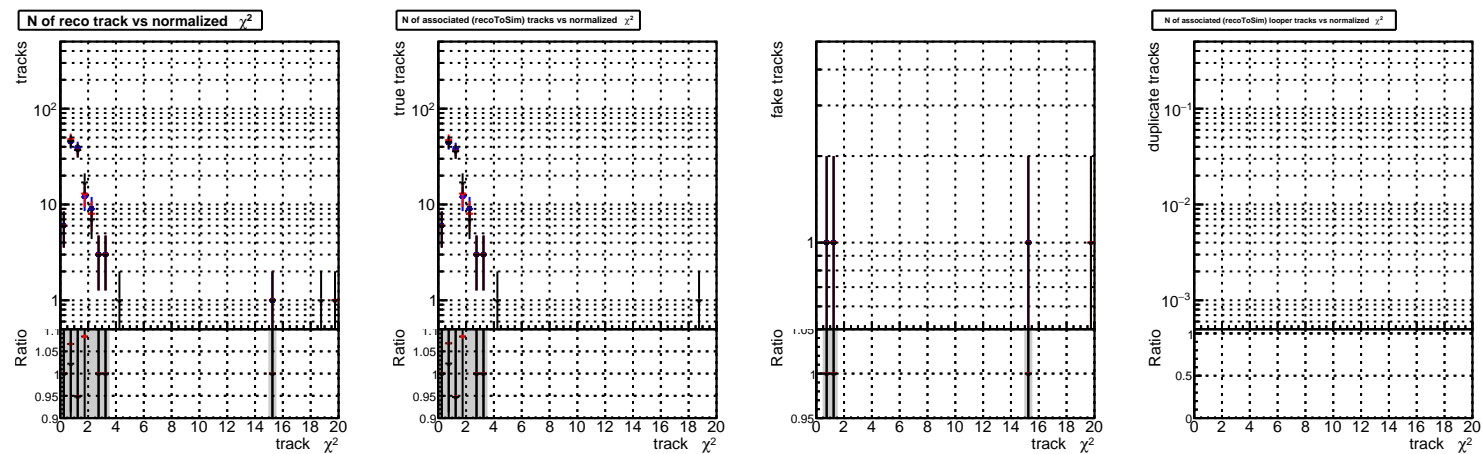 N of reco track vs normalized χ²
tracks
10²
10
1
Ratio
1.1
1.05
1
0.95
0.9
0 2 4 6 8 10 12 14 16 18 20
track χ²
N of associated (recoToSim) tracks vs normalized χ²
true tracks
10²
10
1
Ratio
1.1
1.05
1
0.95
0.9
0 2 4 6 8 10 12 14 16 18 20
track χ²
fake tracks
1
Ratio
1.05
1
0.95
0 2 4 6 8 10 12 14 16 18 20
track χ²
N of associated (recoToSim) looper tracks vs normalized χ²
duplicate tracks
10⁻¹
10⁻²
10⁻³
Ratio
1
0.5
0
0 2 4 6 8 10 12 14 16 18 20
track χ²